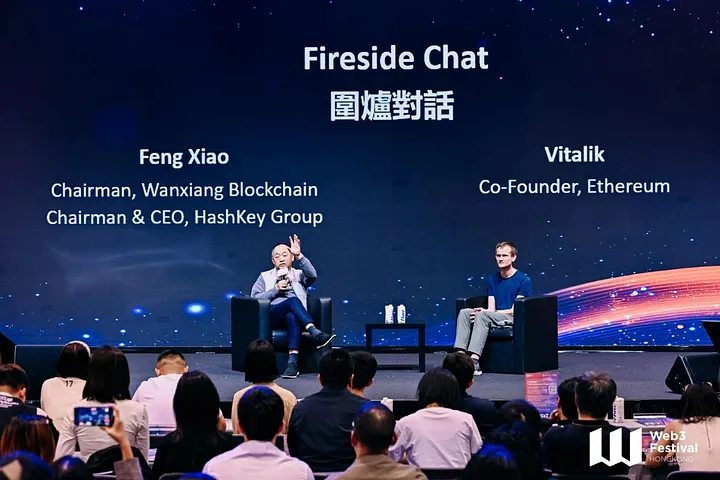 Fireside Chat
圍爐對話
Feng Xiao
Chairman, Wanxiang Blockchain
Chairman & CEO, HashKey Group
Vitalik
Co-Founder, Ethereum
17
Web3
Festival
HONGKONG